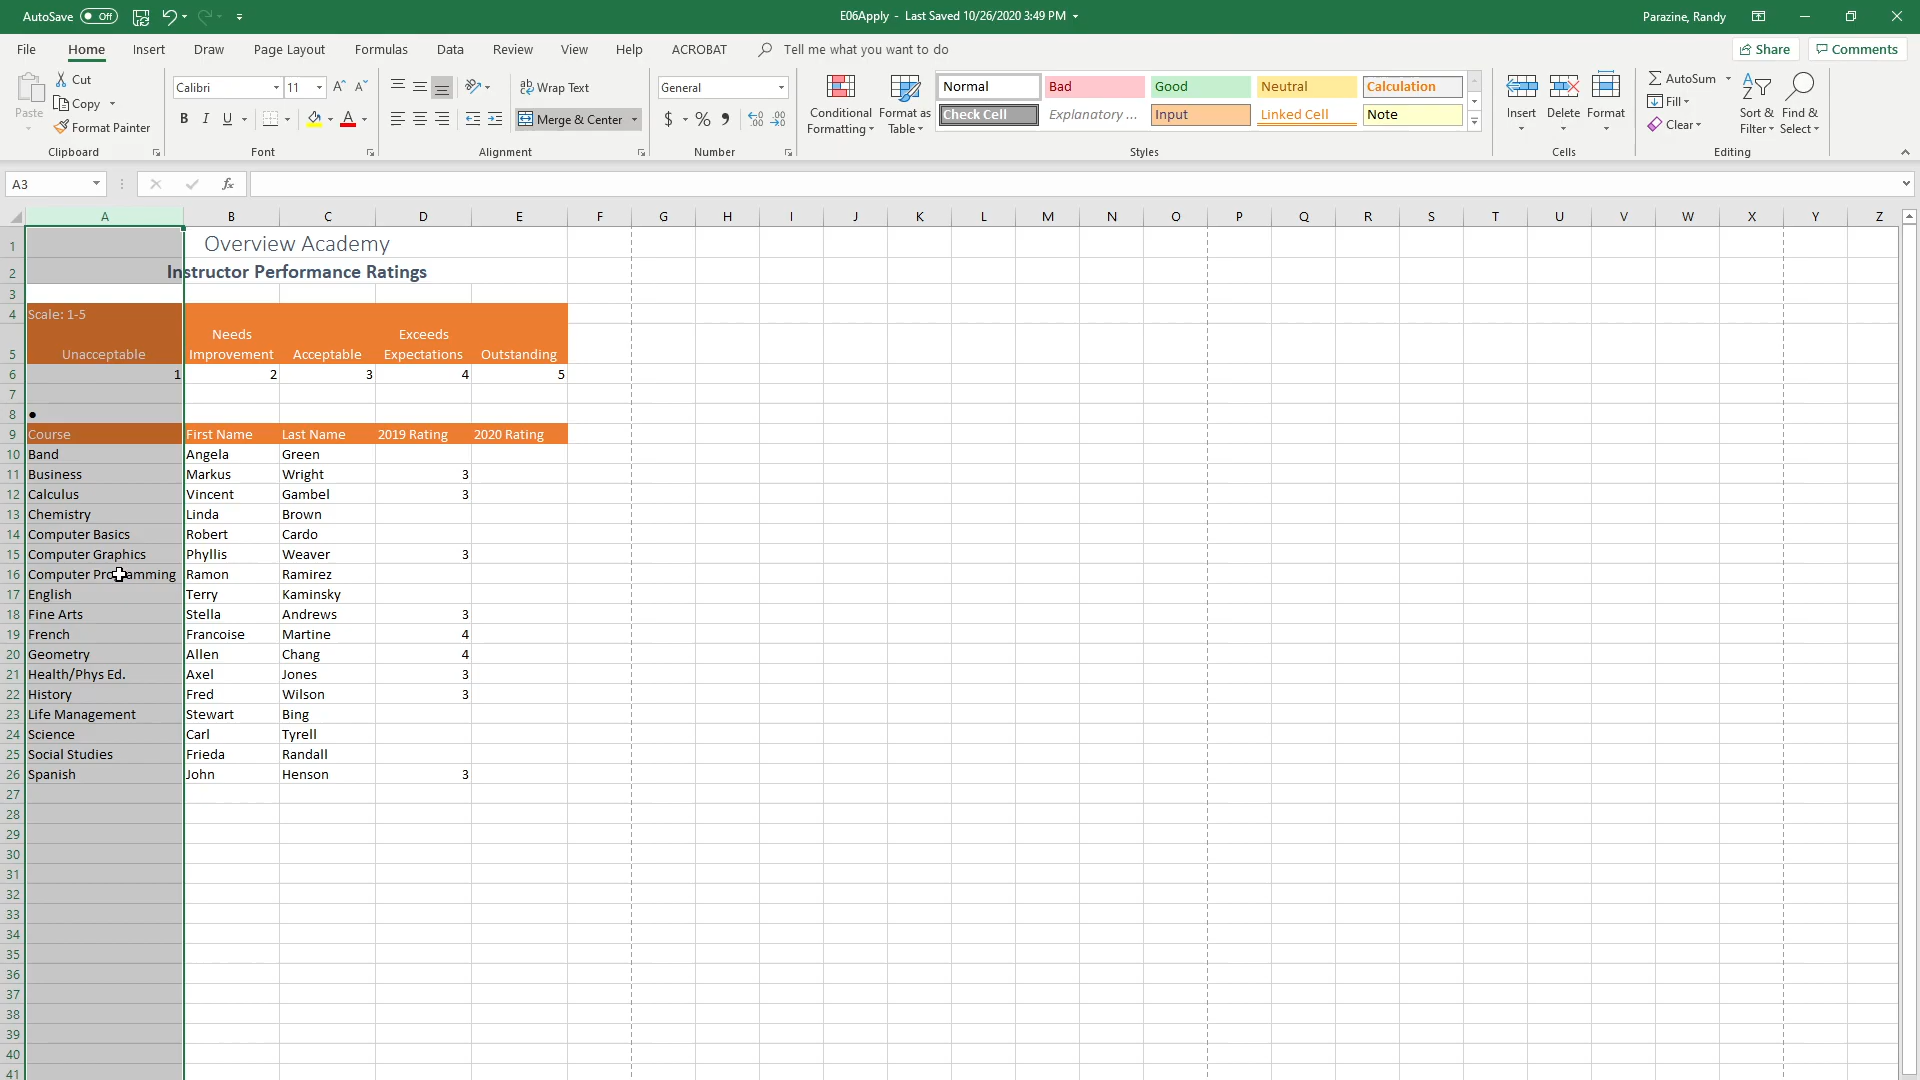 AutoSave Off E06Apply - Last Saved 10/26/2020 3:49 PM Parazine, Randy
File Home Insert Draw Page Layout Formulas Data Review View Help ACROBAT Tell me what you want to do Share Comments
Paste Cut Copy Format Painter
Clipboard
Calibri 11
B I U
Font
Wrap Text
Merge & Center
Alignment
General
$ % ,
Number
Conditional Formatting
Format as Table
Normal Bad Good Neutral Calculation
Check Cell Explanatory ... Input Linked Cell Note
Styles
Insert Delete Format
Cells
AutoSum
Fill
Clear
Sort & Filter
Find & Select
Editing
A3 fx
A B C D E F G H I J K L M N O P Q R S T U V W X Y Z
1 Overview Academy
2 Instructor Performance Ratings
3
4 Scale: 1-5
5 Unacceptable Needs Improvement Acceptable Exceeds Expectations Outstanding
6 1 2 3 4 5
7
8 ●
9 Course First Name Last Name 2019 Rating 2020 Rating
10 Band Angela Green
11 Business Markus Wright 3
12 Calculus Vincent Gambel 3
13 Chemistry Linda Brown
14 Computer Basics Robert Cardo
15 Computer Graphics Phyllis Weaver 3
16 Computer Programming Ramon Ramirez
17 English Terry Kaminsky
18 Fine Arts Stella Andrews 3
19 French Francoise Martine 4
20 Geometry Allen Chang 4
21 Health/Phys Ed. Axel Jones 3
22 History Fred Wilson 3
23 Life Management Stewart Bing
24 Science Carl Tyrell
25 Social Studies Frieda Randall
26 Spanish John Henson 3
27
28
29
30
31
32
33
34
35
36
37
38
39
40
41